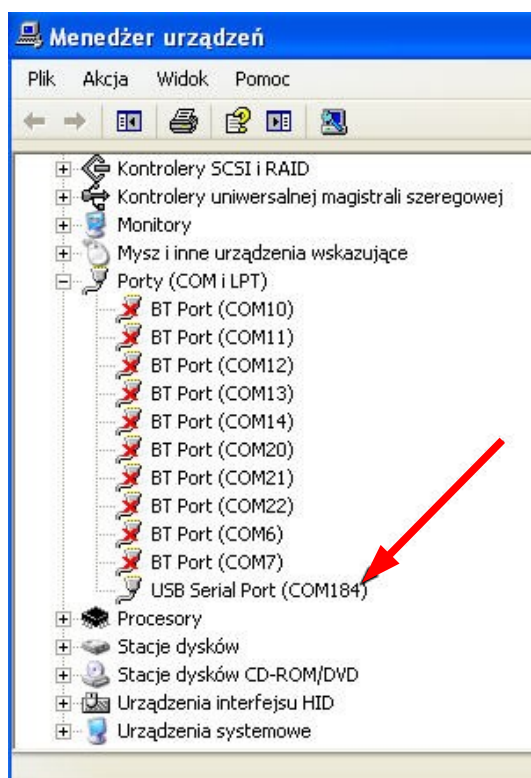 Menedżer urządzeń
Plik Akcja Widok Pomoc
Kontrolery SCSI i RAID
Kontrolery uniwersalnej magistrali szeregowej
Monitory
Mysz i inne urządzenia wskazujące
Porty (COM i LPT)
BT Port (COM10)
BT Port (COM11)
BT Port (COM12)
BT Port (COM13)
BT Port (COM14)
BT Port (COM20)
BT Port (COM21)
BT Port (COM22)
BT Port (COM6)
BT Port (COM7)
USB Serial Port (COM184)
Procesory
Stacje dysków
Stacje dysków CD-ROM/DVD
Urządzenia interfejsu HID
Urządzenia systemowe